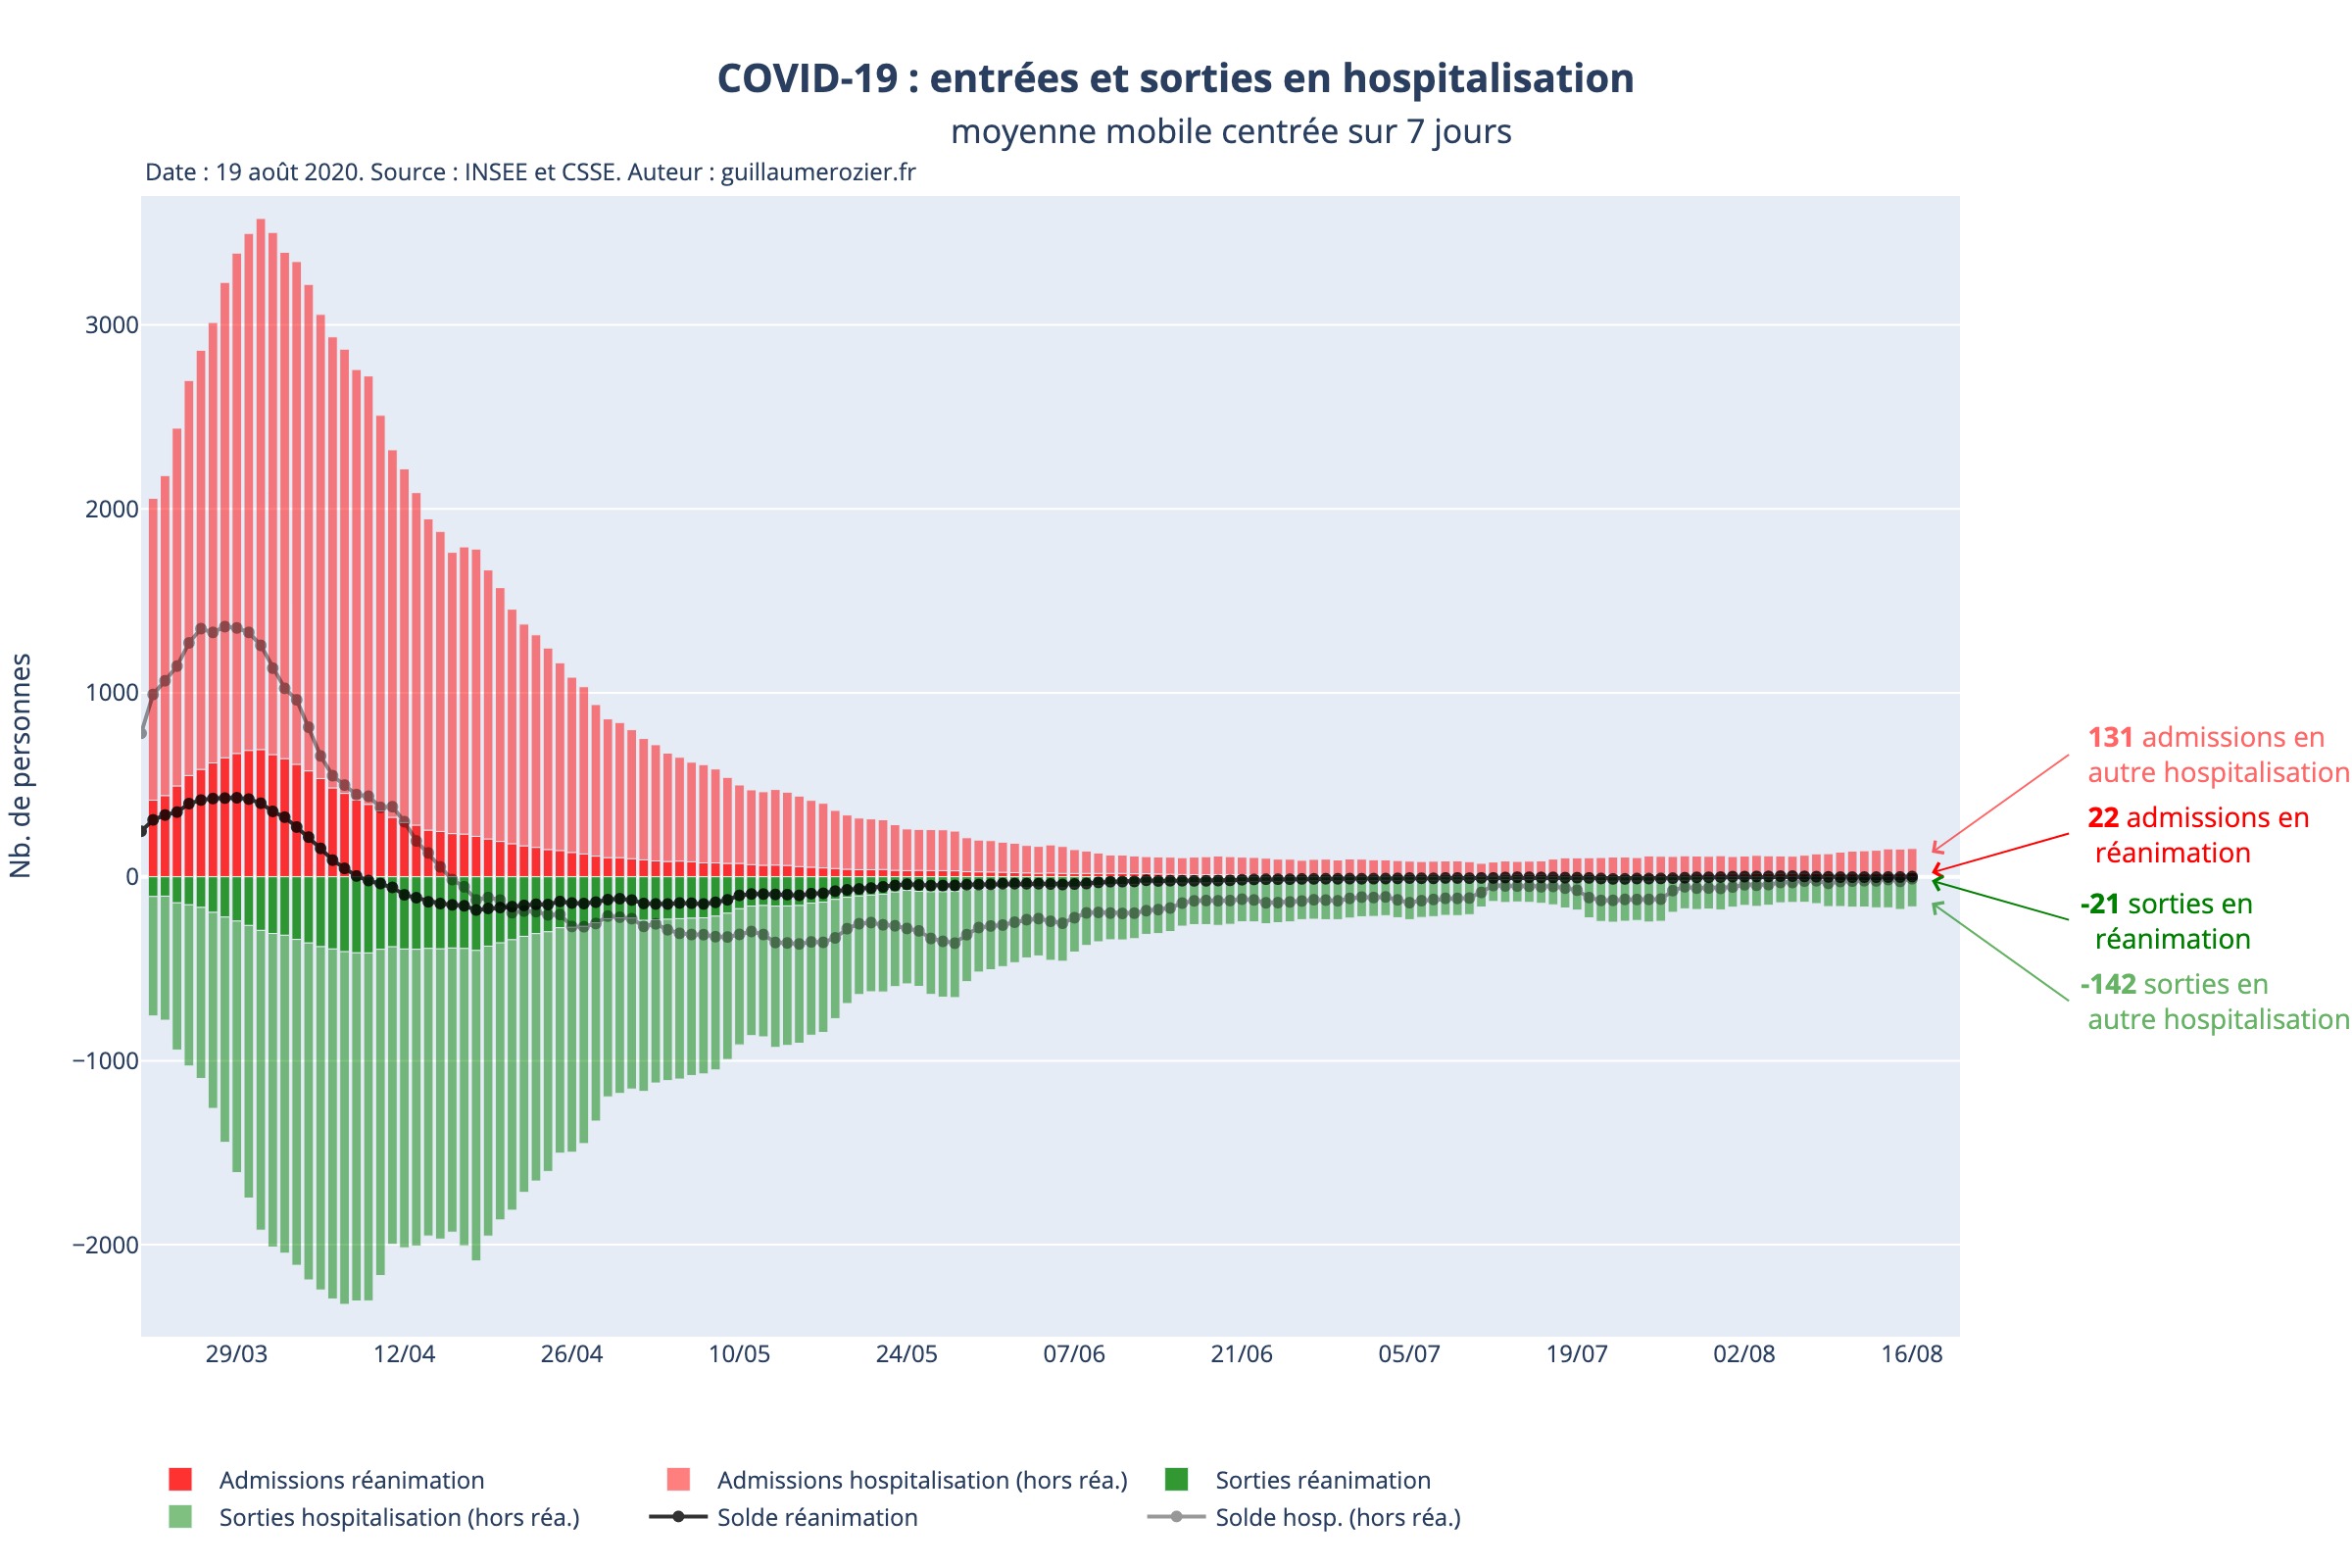 COVID-19 : entrées et sorties en hospitalisation
moyenne mobile centrée sur 7 jours
Date : 19 août 2020. Source : INSEE et CSSE. Auteur : guillaumerozier.fr
Nb. de personnes
3000
2000
1000
0
−1000
−2000
29/03
12/04
26/04
10/05
24/05
07/06
21/06
05/07
19/07
02/08
16/08
131 admissions en
autre hospitalisation
22 admissions en
réanimation
-21 sorties en
réanimation
-142 sorties en
autre hospitalisation
Admissions réanimation
Admissions hospitalisation (hors réa.)
Sorties réanimation
Sorties hospitalisation (hors réa.)
Solde réanimation
Solde hosp. (hors réa.)